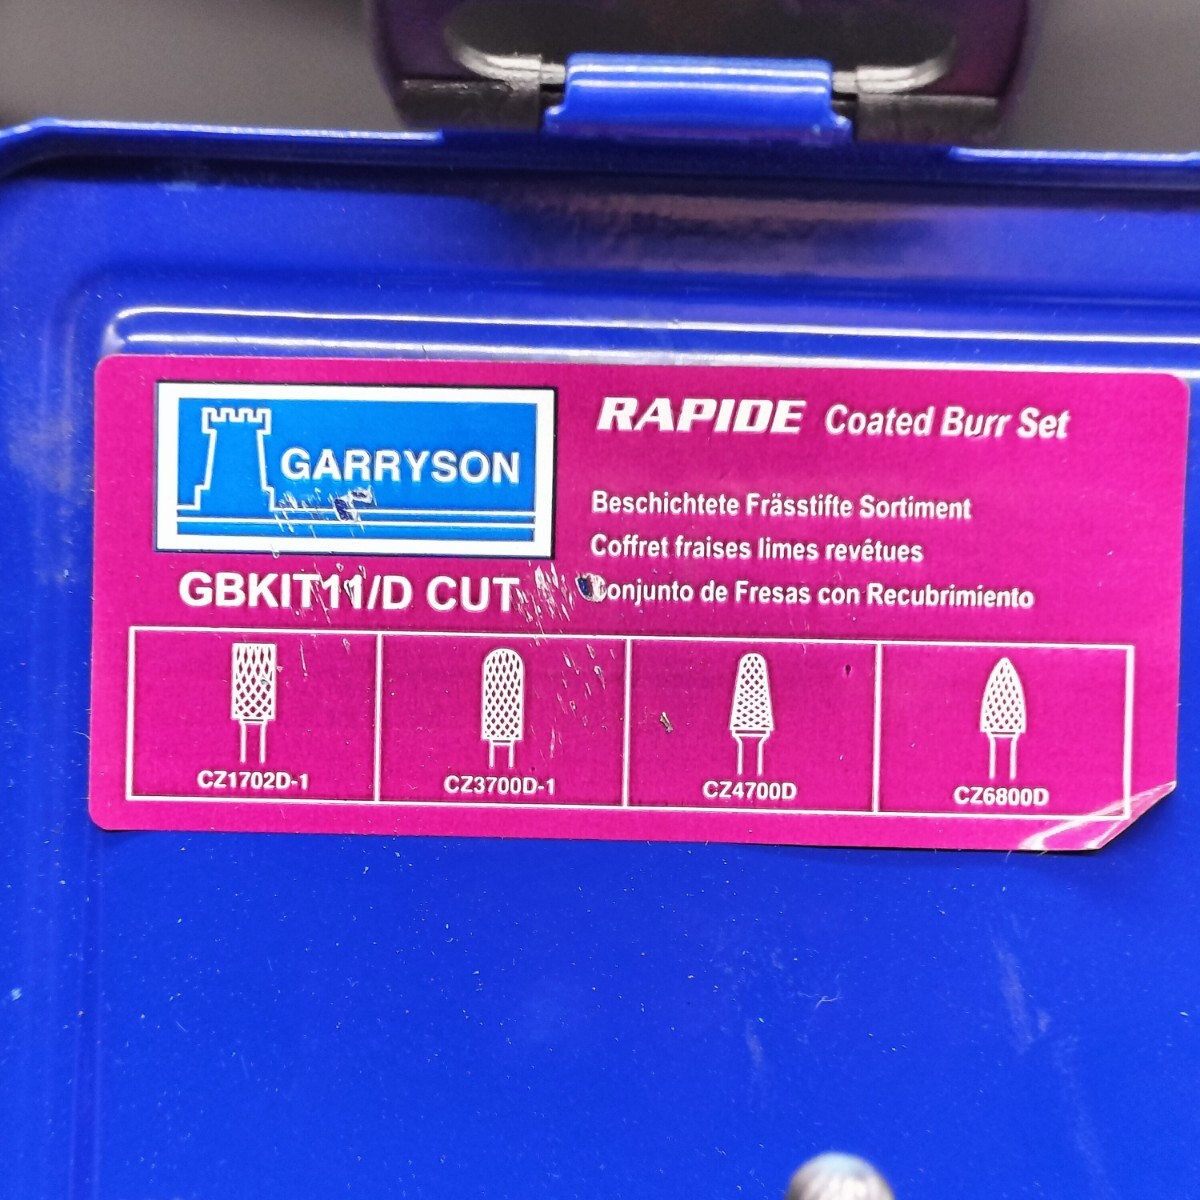 GARRYSON
GBKIT11/D CUT
RAPIDE Coated Burr Set
Beschichtete Frässtifte Sortiment
Coffret fraises limes revêtues
Conjunto de Fresas con Recubrimiento
CZ1702D-1
CZ3700D-1
CZ4700D
CZ6800D